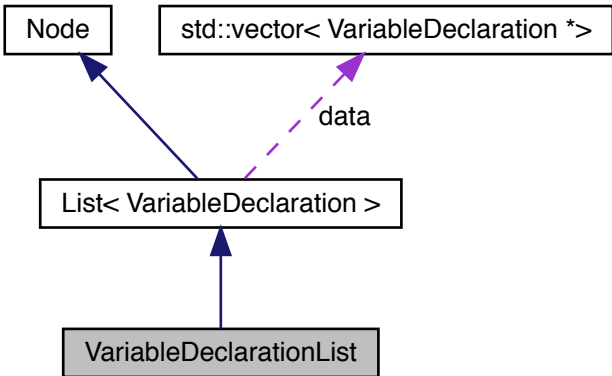 Node
std::vector< VariableDeclaration *>
data
List< VariableDeclaration >
VariableDeclarationList